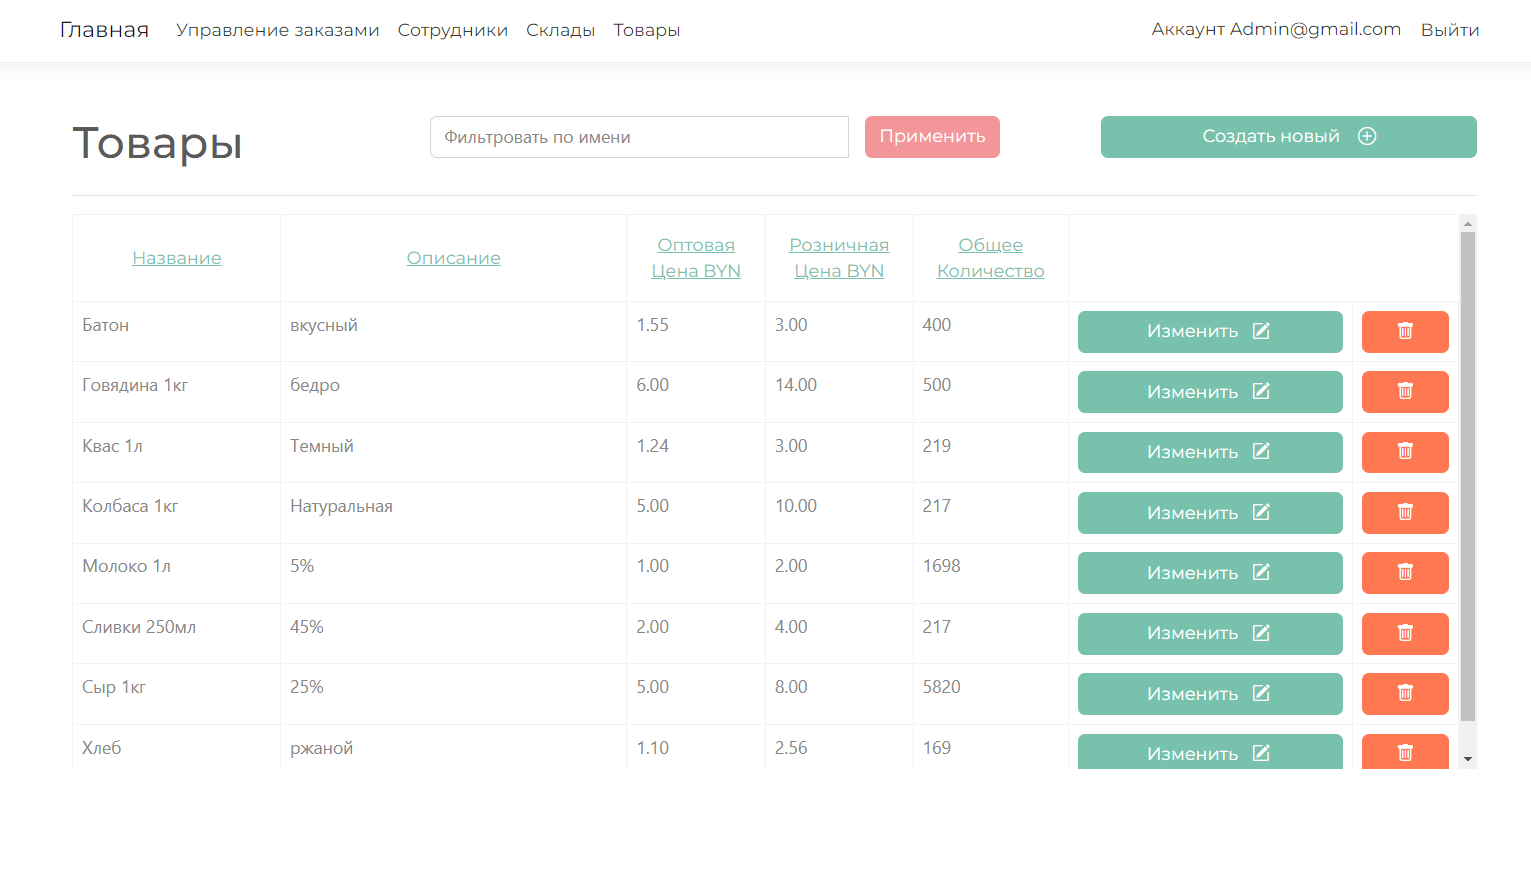 Главная Управление заказами Сотрудники Склады Товары Аккаунт Admin@gmail.com Выйти
Товары Фильтровать по имени Применить Создать новый
Название Описание Оптовая Цена BYN Розничная Цена BYN Общее Количество
Батон вкусный 1.55 3.00 400 Изменить
Говядина 1кг бедро 6.00 14.00 500 Изменить
Квас 1л Темный 1.24 3.00 219 Изменить
Колбаса 1кг Натуральная 5.00 10.00 217 Изменить
Молоко 1л 5% 1.00 2.00 1698 Изменить
Сливки 250мл 45% 2.00 4.00 217 Изменить
Сыр 1кг 25% 5.00 8.00 5820 Изменить
Хлеб ржаной 1.10 2.56 169 Изменить